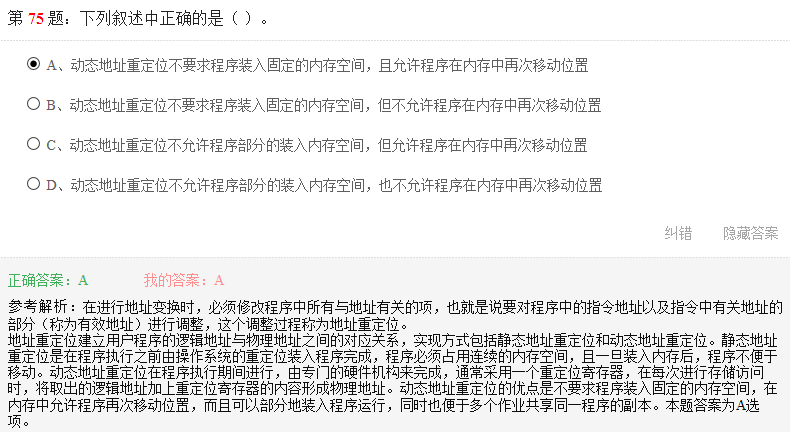 第 75 题：下列叙述中正确的是（ ）。
A、动态地址重定位不要求程序装入固定的内存空间，且允许程序在内存中再次移动位置
B、动态地址重定位不要求程序装入固定的内存空间，但不允许程序在内存中再次移动位置
C、动态地址重定位不允许程序部分的装入内存空间，但允许程序在内存中再次移动位置
D、动态地址重定位不允许程序部分的装入内存空间，也不允许程序在内存中再次移动位置
纠错 隐藏答案
正确答案：A 我的答案：A
参考解析：在进行地址变换时，必须修改程序中所有与地址有关的项，也就是说要对程序中的指令地址以及指令中有关地址的
部分（称为有效地址）进行调整，这个调整过程称为地址重定位。
地址重定位建立用户程序的逻辑地址与物理地址之间的对应关系，实现方式包括静态地址重定位和动态地址重定位。静态地址
重定位是在程序执行之前由操作系统的重定位装入程序完成，程序必须占用连续的内存空间，且一旦装入内存后，程序不便于
移动。动态地址重定位在程序执行期间进行，由专门的硬件机构来完成，通常采用一个重定位寄存器，在每次进行存储访问
时，将取出的逻辑地址加上重定位寄存器的内容形成物理地址。动态地址重定位的优点是不要求程序装入固定的内存空间，在
内存中允许程序再次移动位置，而且可以部分地装入程序运行，同时也便于多个作业共享同一程序的副本。本题答案为A选
项。